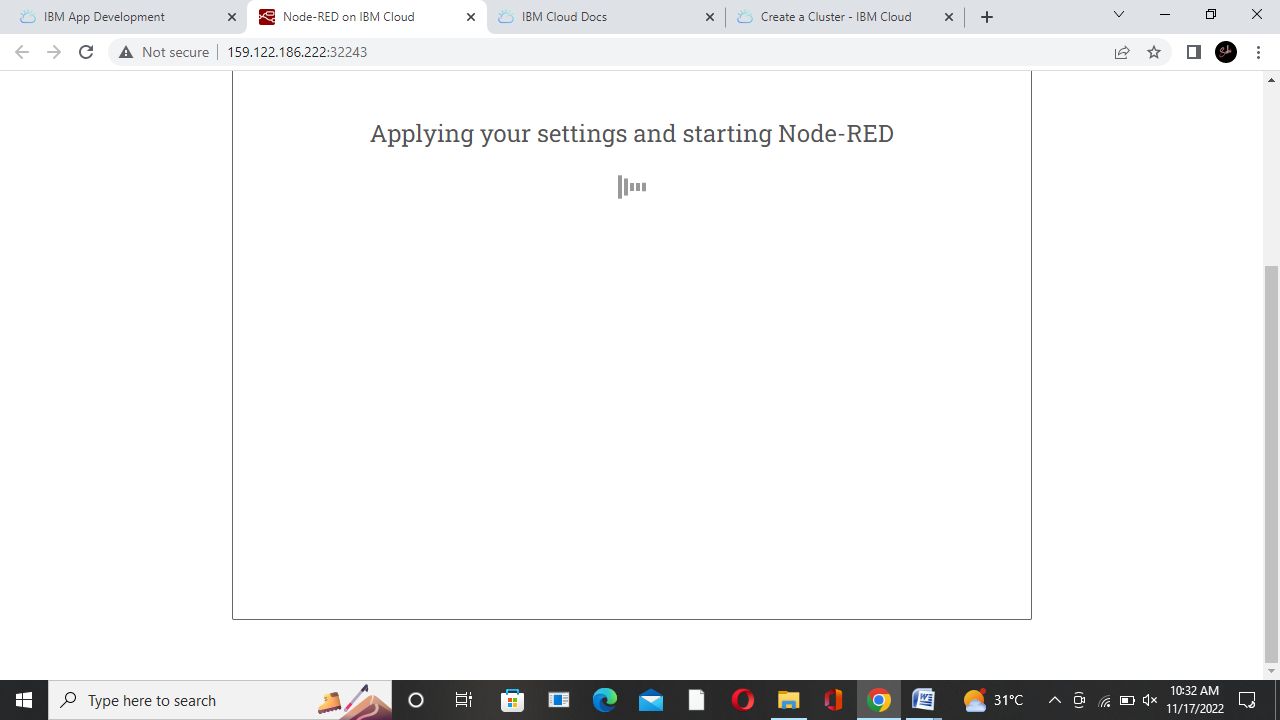 IBM App Development
Node-RED on IBM Cloud
IBM Cloud Docs
Create a Cluster - IBM Cloud
Not secure
159.122.186.222:32243
Applying your settings and starting Node-RED
Type here to search
31°C
10:32 AM
11/17/2022